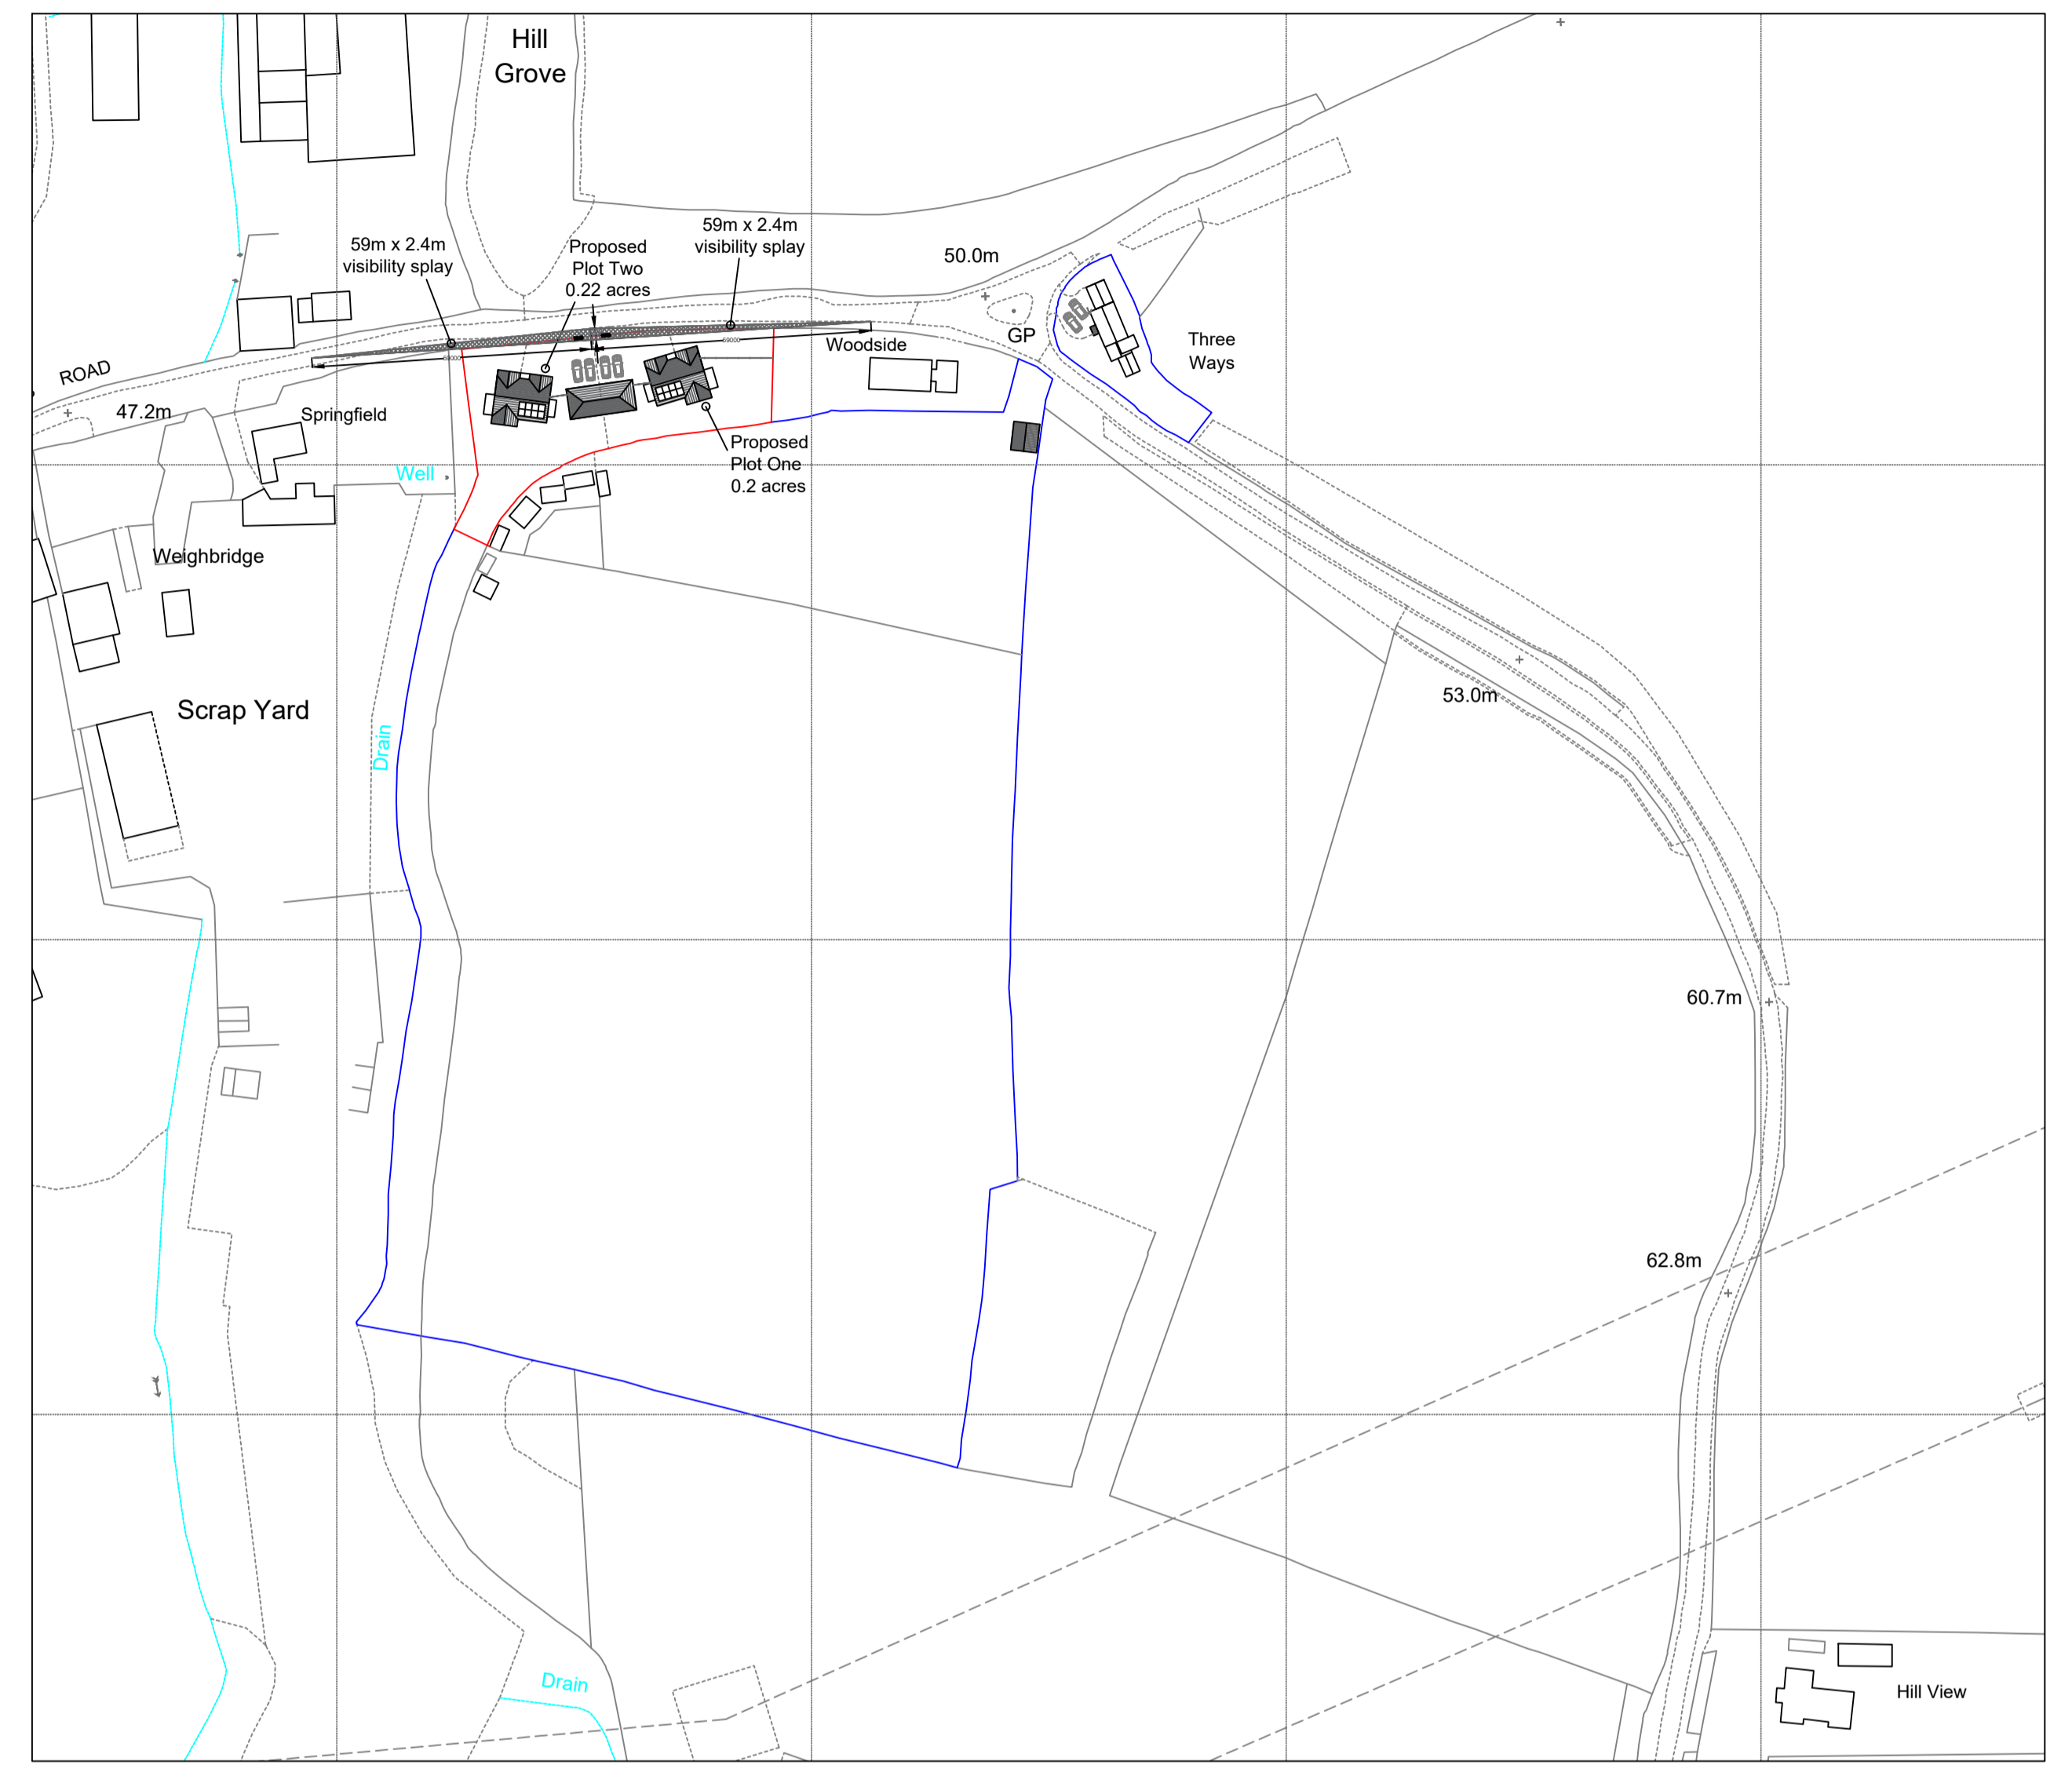 Hill
Grove
59m x 2.4m
visibility splay
59m x 2.4m
visibility splay
Proposed
Plot Two
0.22 acres
50.0m
GP
Three
Ways
Woodside
59000
59000
ROAD
47.2m
Springfield
Well
Proposed
Plot One
0.2 acres
Weighbridge
Scrap Yard
Drain
53.0m
60.7m
62.8m
Drain
Hill View